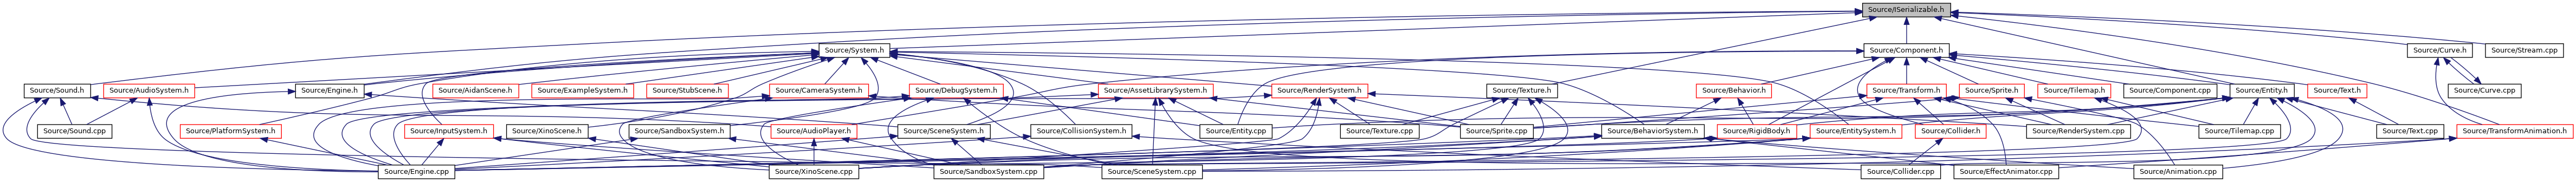 Source/ISerializable.h
Source/System.h
Source/Component.h
Source/Curve.h
Source/Stream.cpp
Source/Sound.h
Source/AudioSystem.h
Source/Engine.h
Source/AidanScene.h
Source/ExampleSystem.h
Source/StubScene.h
Source/CameraSystem.h
Source/DebugSystem.h
Source/AssetLibrarySystem.h
Source/RenderSystem.h
Source/Texture.h
Source/Behavior.h
Source/Transform.h
Source/Sprite.h
Source/Tilemap.h
Source/Component.cpp
Source/Entity.h
Source/Text.h
Source/Curve.cpp
Source/Sound.cpp
Source/PlatformSystem.h
Source/InputSystem.h
Source/XinoScene.h
Source/SandboxSystem.h
Source/AudioPlayer.h
Source/SceneSystem.h
Source/CollisionSystem.h
Source/Entity.cpp
Source/Texture.cpp
Source/Sprite.cpp
Source/BehaviorSystem.h
Source/RigidBody.h
Source/EntitySystem.h
Source/Collider.h
Source/RenderSystem.cpp
Source/Tilemap.cpp
Source/Text.cpp
Source/TransformAnimation.h
Source/Engine.cpp
Source/XinoScene.cpp
Source/SandboxSystem.cpp
Source/SceneSystem.cpp
Source/Collider.cpp
Source/EffectAnimator.cpp
Source/Animation.cpp